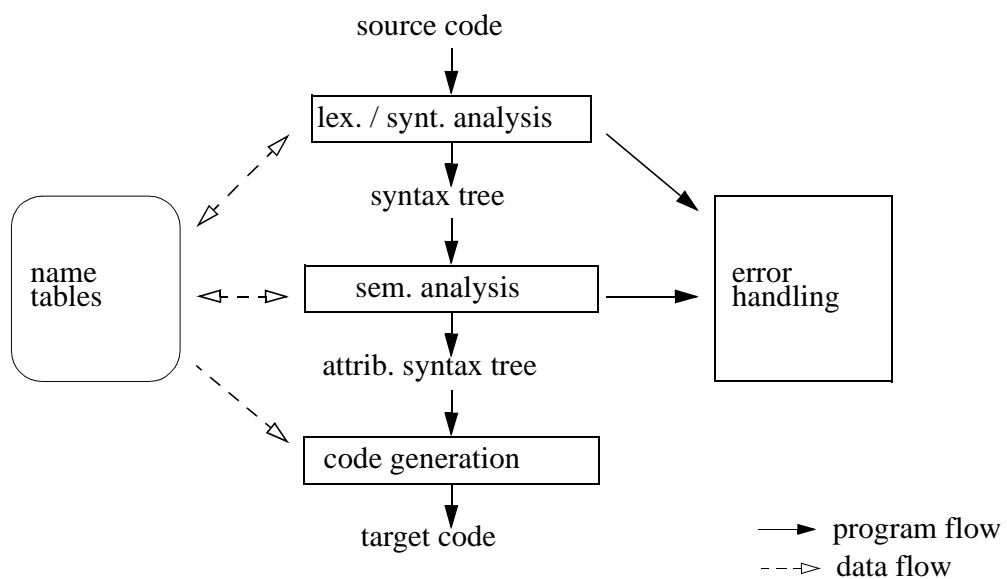 source code
lex. / synt. analysis
syntax tree
name
tables
sem. analysis
error
handling
attrib. syntax tree
code generation
target code
program flow
data flow